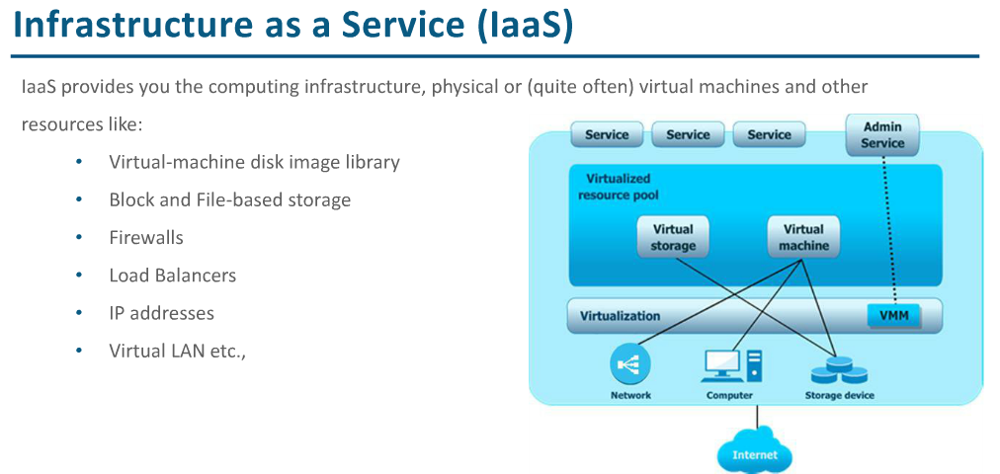 Infrastructure as a Service (IaaS)
IaaS provides you the computing infrastructure, physical or (quite often) virtual machines and other
resources like:
• Virtual-machine disk image library
• Block and File-based storage
• Firewalls
• Load Balancers
• IP addresses
• Virtual LAN etc.,
Service Service Service
Admin
Service
Virtualized
resource pool
Virtual
storage
Virtual
machine
Virtualization
VMM
Network
Computer
Storage device
Internet